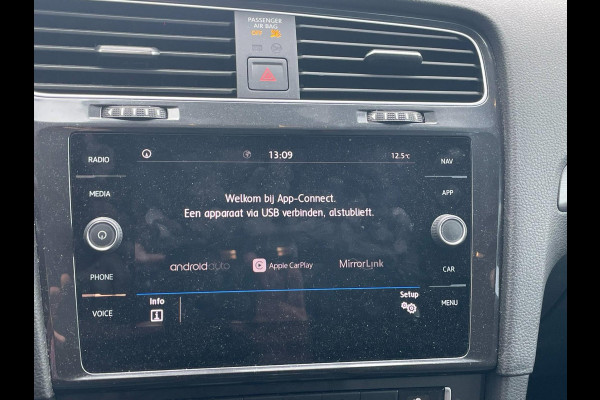 PASSENGER
AIR BAG
OFF
RADIO
13:09
12.5°C
NAV
MEDIA
APP
Welkom bij App-Connect.
Een apparaat via USB verbinden, alstublieft.
PHONE
androidauto
Apple CarPlay
MirrorLink
CAR
VOICE
Info
Setup
MENU